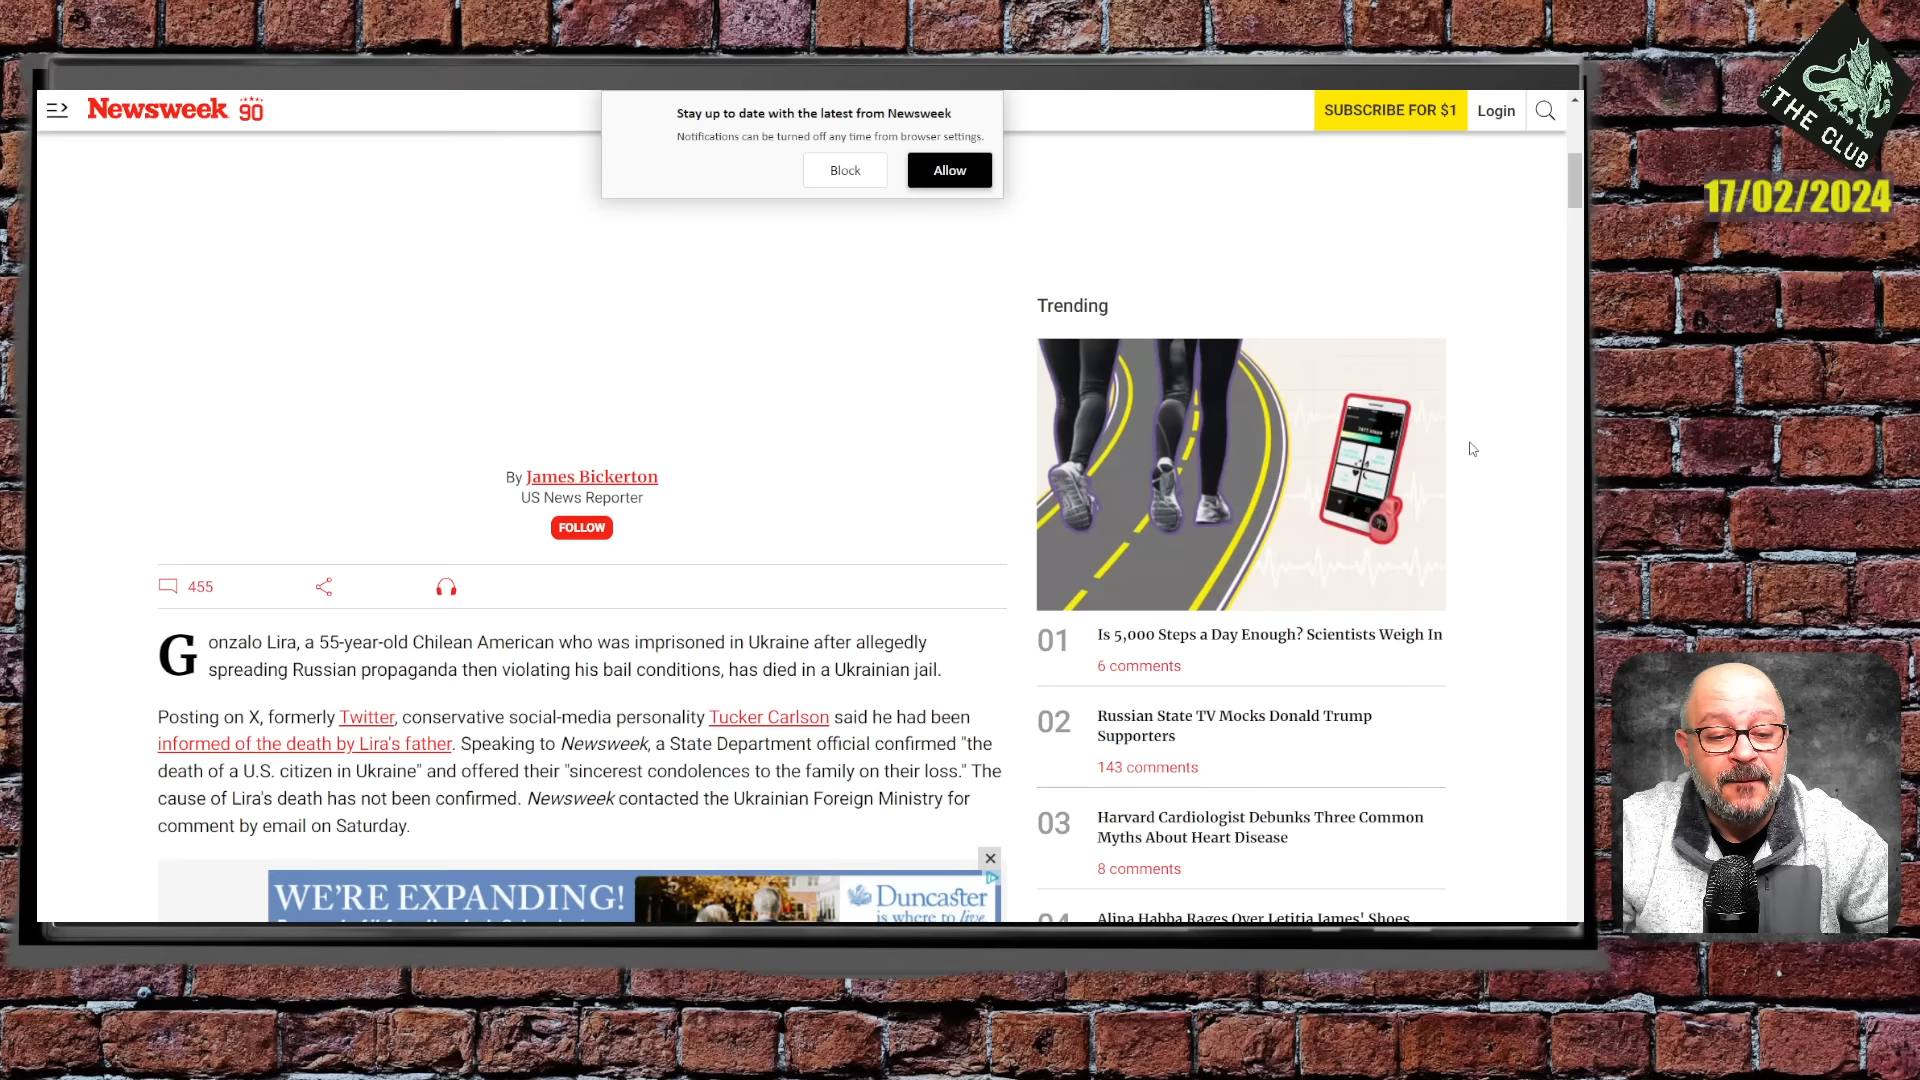 Newsweek 90
Stay up to date with the latest from Newsweek
Notifications can be turned off any time from browser settings.
Block
Allow
SUBSCRIBE FOR $1
Login
THE CLUB
17/02/2024
Trending
By James Bickerton
US News Reporter
FOLLOW
455
Gonzalo Lira, a 55-year-old Chilean American who was imprisoned in Ukraine after allegedly
spreading Russian propaganda then violating his bail conditions, has died in a Ukrainian jail.
Posting on X, formerly Twitter, conservative social-media personality Tucker Carlson said he had been
informed of the death by Lira's father. Speaking to Newsweek, a State Department official confirmed "the
death of a U.S. citizen in Ukraine" and offered their "sincerest condolences to the family on their loss." The
cause of Lira's death has not been confirmed. Newsweek contacted the Ukrainian Foreign Ministry for
comment by email on Saturday.
WE'RE EXPANDING!
Duncaster
is where to live.
01
Is 5,000 Steps a Day Enough? Scientists Weigh In
6 comments
02
Russian State TV Mocks Donald Trump
Supporters
143 comments
03
Harvard Cardiologist Debunks Three Common
Myths About Heart Disease
8 comments
04
Alina Habba Rages Over Letitia James' Shoes